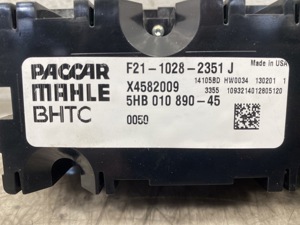 PACCAR
MAHLE
BHTC
F21-1028-2351 J
Made in USA
X4582009
14105BD HW0034 130201 1
5HB 010 890-45
3355 1093214012805120
0050